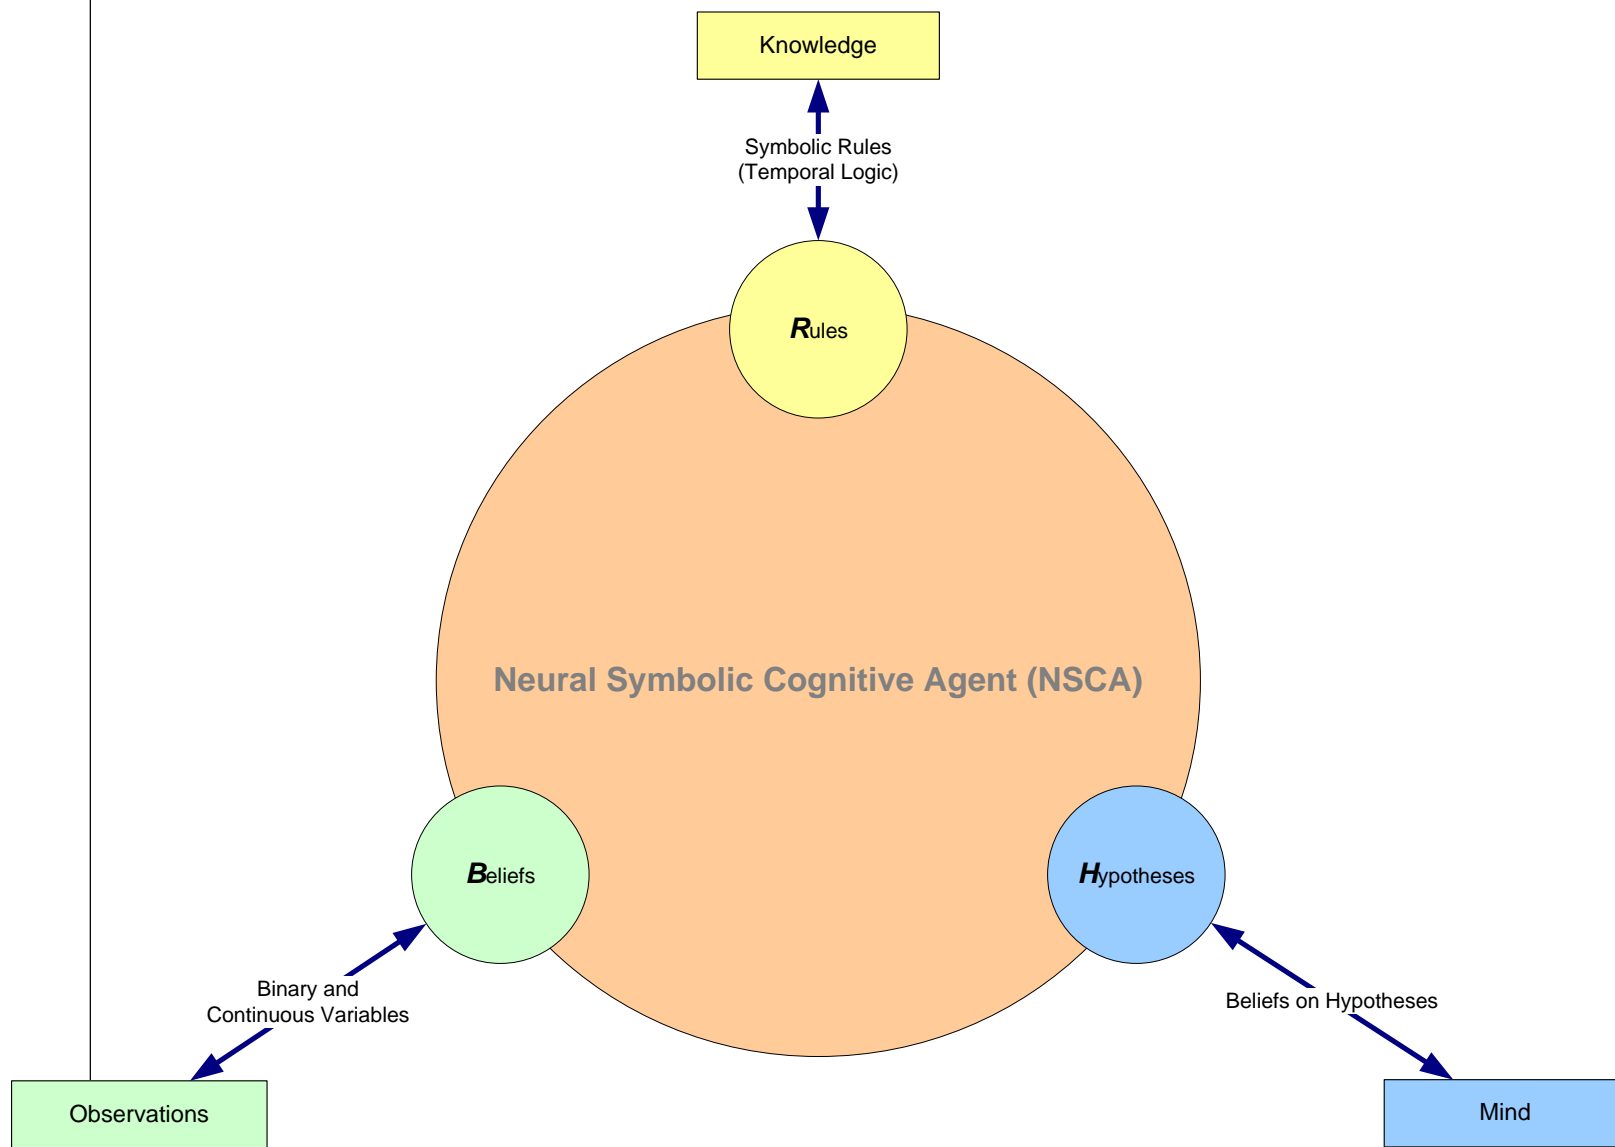 Knowledge
Symbolic Rules
(Temporal Logic)
Rules
Neural Symbolic Cognitive Agent (NSCA)
Beliefs
Hypotheses
Binary and
Continuous Variables
Beliefs on Hypotheses
Observations
Mind